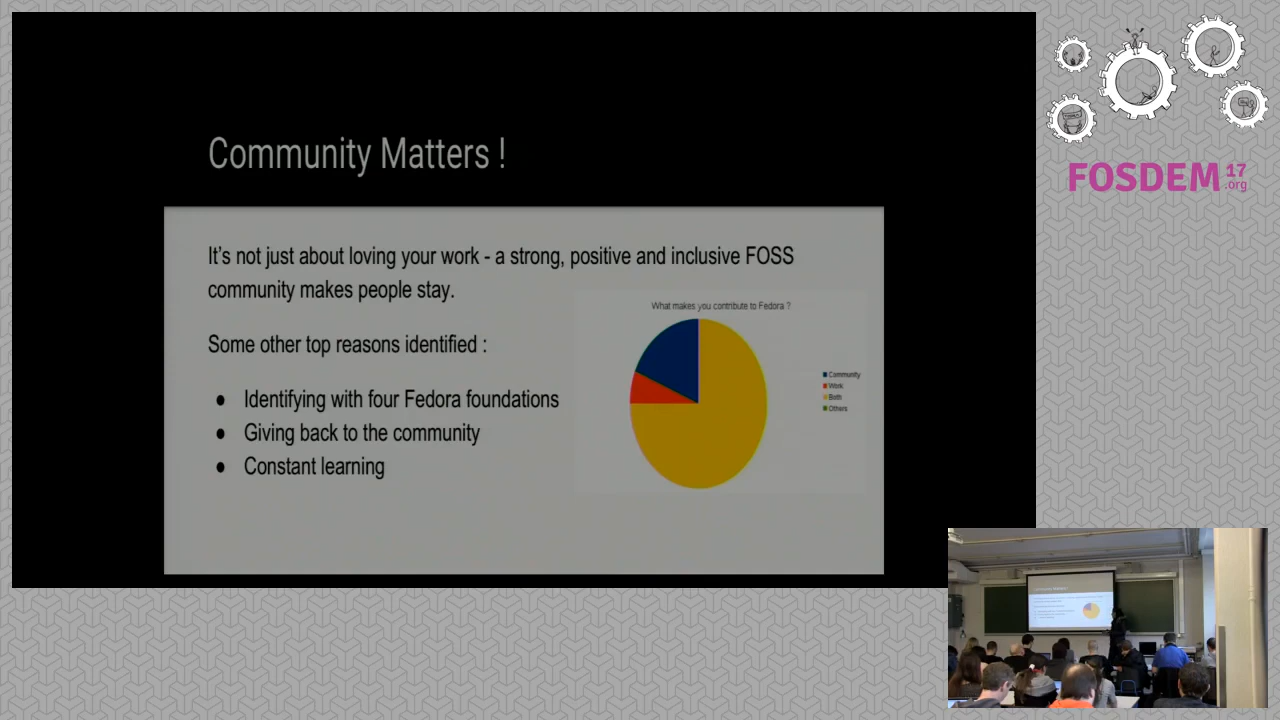 Community Matters !
It's not just about loving your work - a strong, positive and inclusive FOSS
community makes people stay.
Some other top reasons identified :
● Identifying with four Fedora foundations
● Giving back to the community
● Constant learning
What makes you contribute to Fedora ?
Community
Work
Both
Others
FOSDEM 17
.org